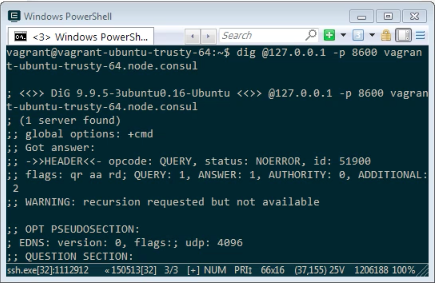 Windows PowerShell
<3> Windows PowerSh...
Search
vagrant@vagrant-ubuntu-trusty-64:~$ dig @127.0.0.1 -p 8600 vagran
t-ubuntu-trusty-64.node.consul
; <<>> DiG 9.9.5-3ubuntu0.16-Ubuntu <<>> @127.0.0.1 -p 8600 vagran
t-ubuntu-trusty-64.node.consul
; (1 server found)
;; global options: +cmd
;; Got answer:
;; ->>HEADER<<- opcode: QUERY, status: NOERROR, id: 51900
;; flags: qr aa rd; QUERY: 1, ANSWER: 1, AUTHORITY: 0, ADDITIONAL:
2
;; WARNING: recursion requested but not available
;; OPT PSEUDOSECTION:
; EDNS: version: 0, flags:; udp: 4096
;; QUESTION SECTION:
ssh.exe[32]:1112912 «150513[32] 3/3 [+] NUM PRI‡ 66x16 (37,155) 25V 1206188 100%